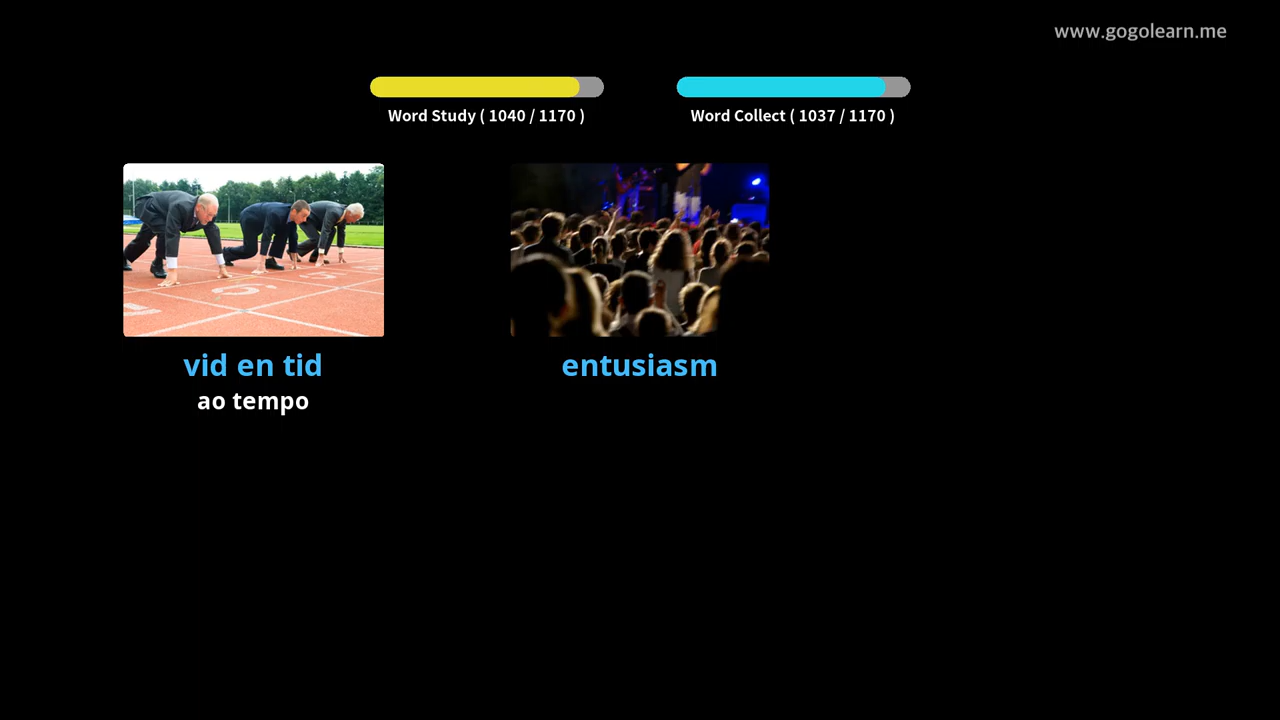 www.gogolearn.me
Word Study ( 1040 / 1170 )
Word Collect ( 1037 / 1170 )
vid en tid
ao tempo
entusiasm